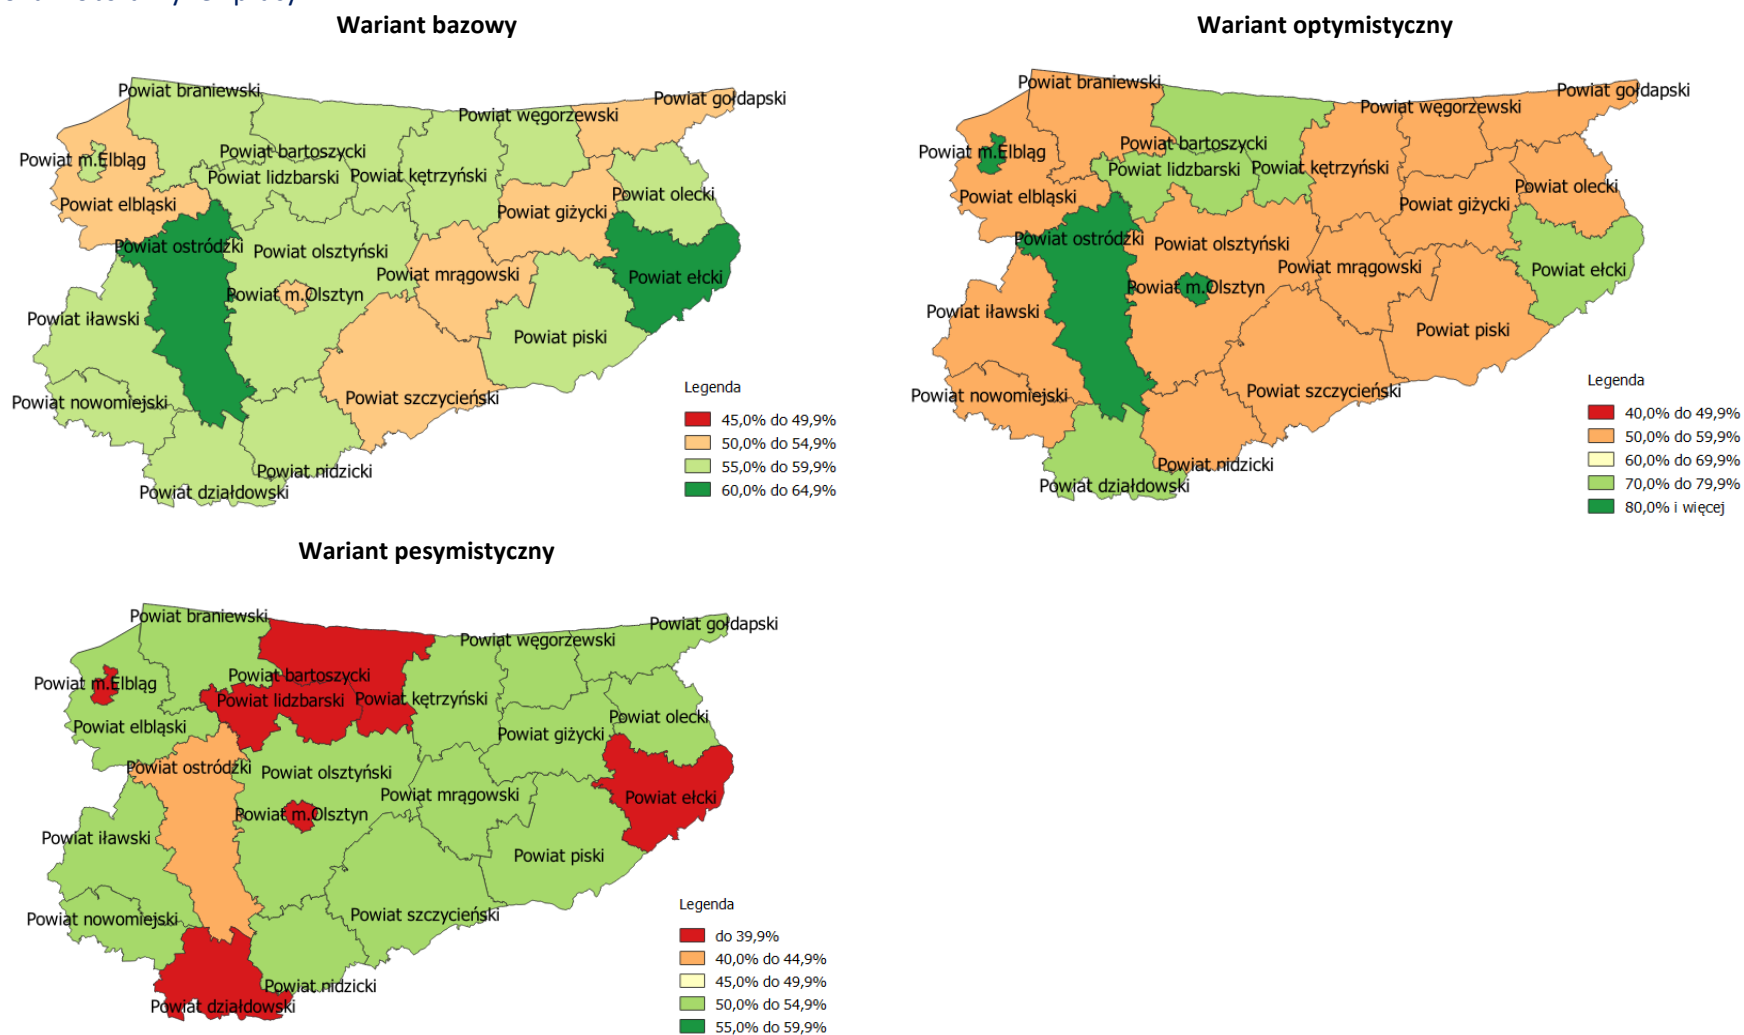 Wariant bazowy
Powiat braniewski
Powiat gołdapski
Powiat węgorzewski
Powiat m.Elbląg
Powiat bartoszycki
Powiat lidzbarski
Powiat kętrzyński
Powiat olecki
Powiat elbląski
Powiat giżycki
Powiat ostródzki
Powiat olsztyński
Powiat mrągowski
Powiat ełcki
Powiat m.Olsztyn
Powiat iławski
Powiat piski
Powiat nowomiejski
Powiat szczycieński
Powiat nidzicki
Powiat działdowski
Legenda
45,0% do 49,9%
50,0% do 54,9%
55,0% do 59,9%
60,0% do 64,9%
Wariant optymistyczny
Powiat braniewski
Powiat gołdapski
Powiat węgorzewski
Powiat m.Elbląg
Powiat bartoszycki
Powiat lidzbarski
Powiat kętrzyński
Powiat olecki
Powiat elbląski
Powiat giżycki
Powiat ostródzki
Powiat olsztyński
Powiat mrągowski
Powiat ełcki
Powiat m.Olsztyn
Powiat iławski
Powiat piski
Powiat nowomiejski
Powiat szczycieński
Powiat nidzicki
Powiat działdowski
Legenda
40,0% do 49,9%
50,0% do 59,9%
60,0% do 69,9%
70,0% do 79,9%
80,0% i więcej
Wariant pesymistyczny
Powiat braniewski
Powiat gołdapski
Powiat węgorzewski
Powiat m.Elbląg
Powiat bartoszycki
Powiat lidzbarski
Powiat kętrzyński
Powiat olecki
Powiat elbląski
Powiat giżycki
Powiat ostródzki
Powiat olsztyński
Powiat mrągowski
Powiat ełcki
Powiat m.Olsztyn
Powiat iławski
Powiat piski
Powiat nowomiejski
Powiat szczycieński
Powiat nidzicki
Powiat działdowski
Legenda
do 39,9%
40,0% do 44,9%
45,0% do 49,9%
50,0% do 54,9%
55,0% do 59,9%